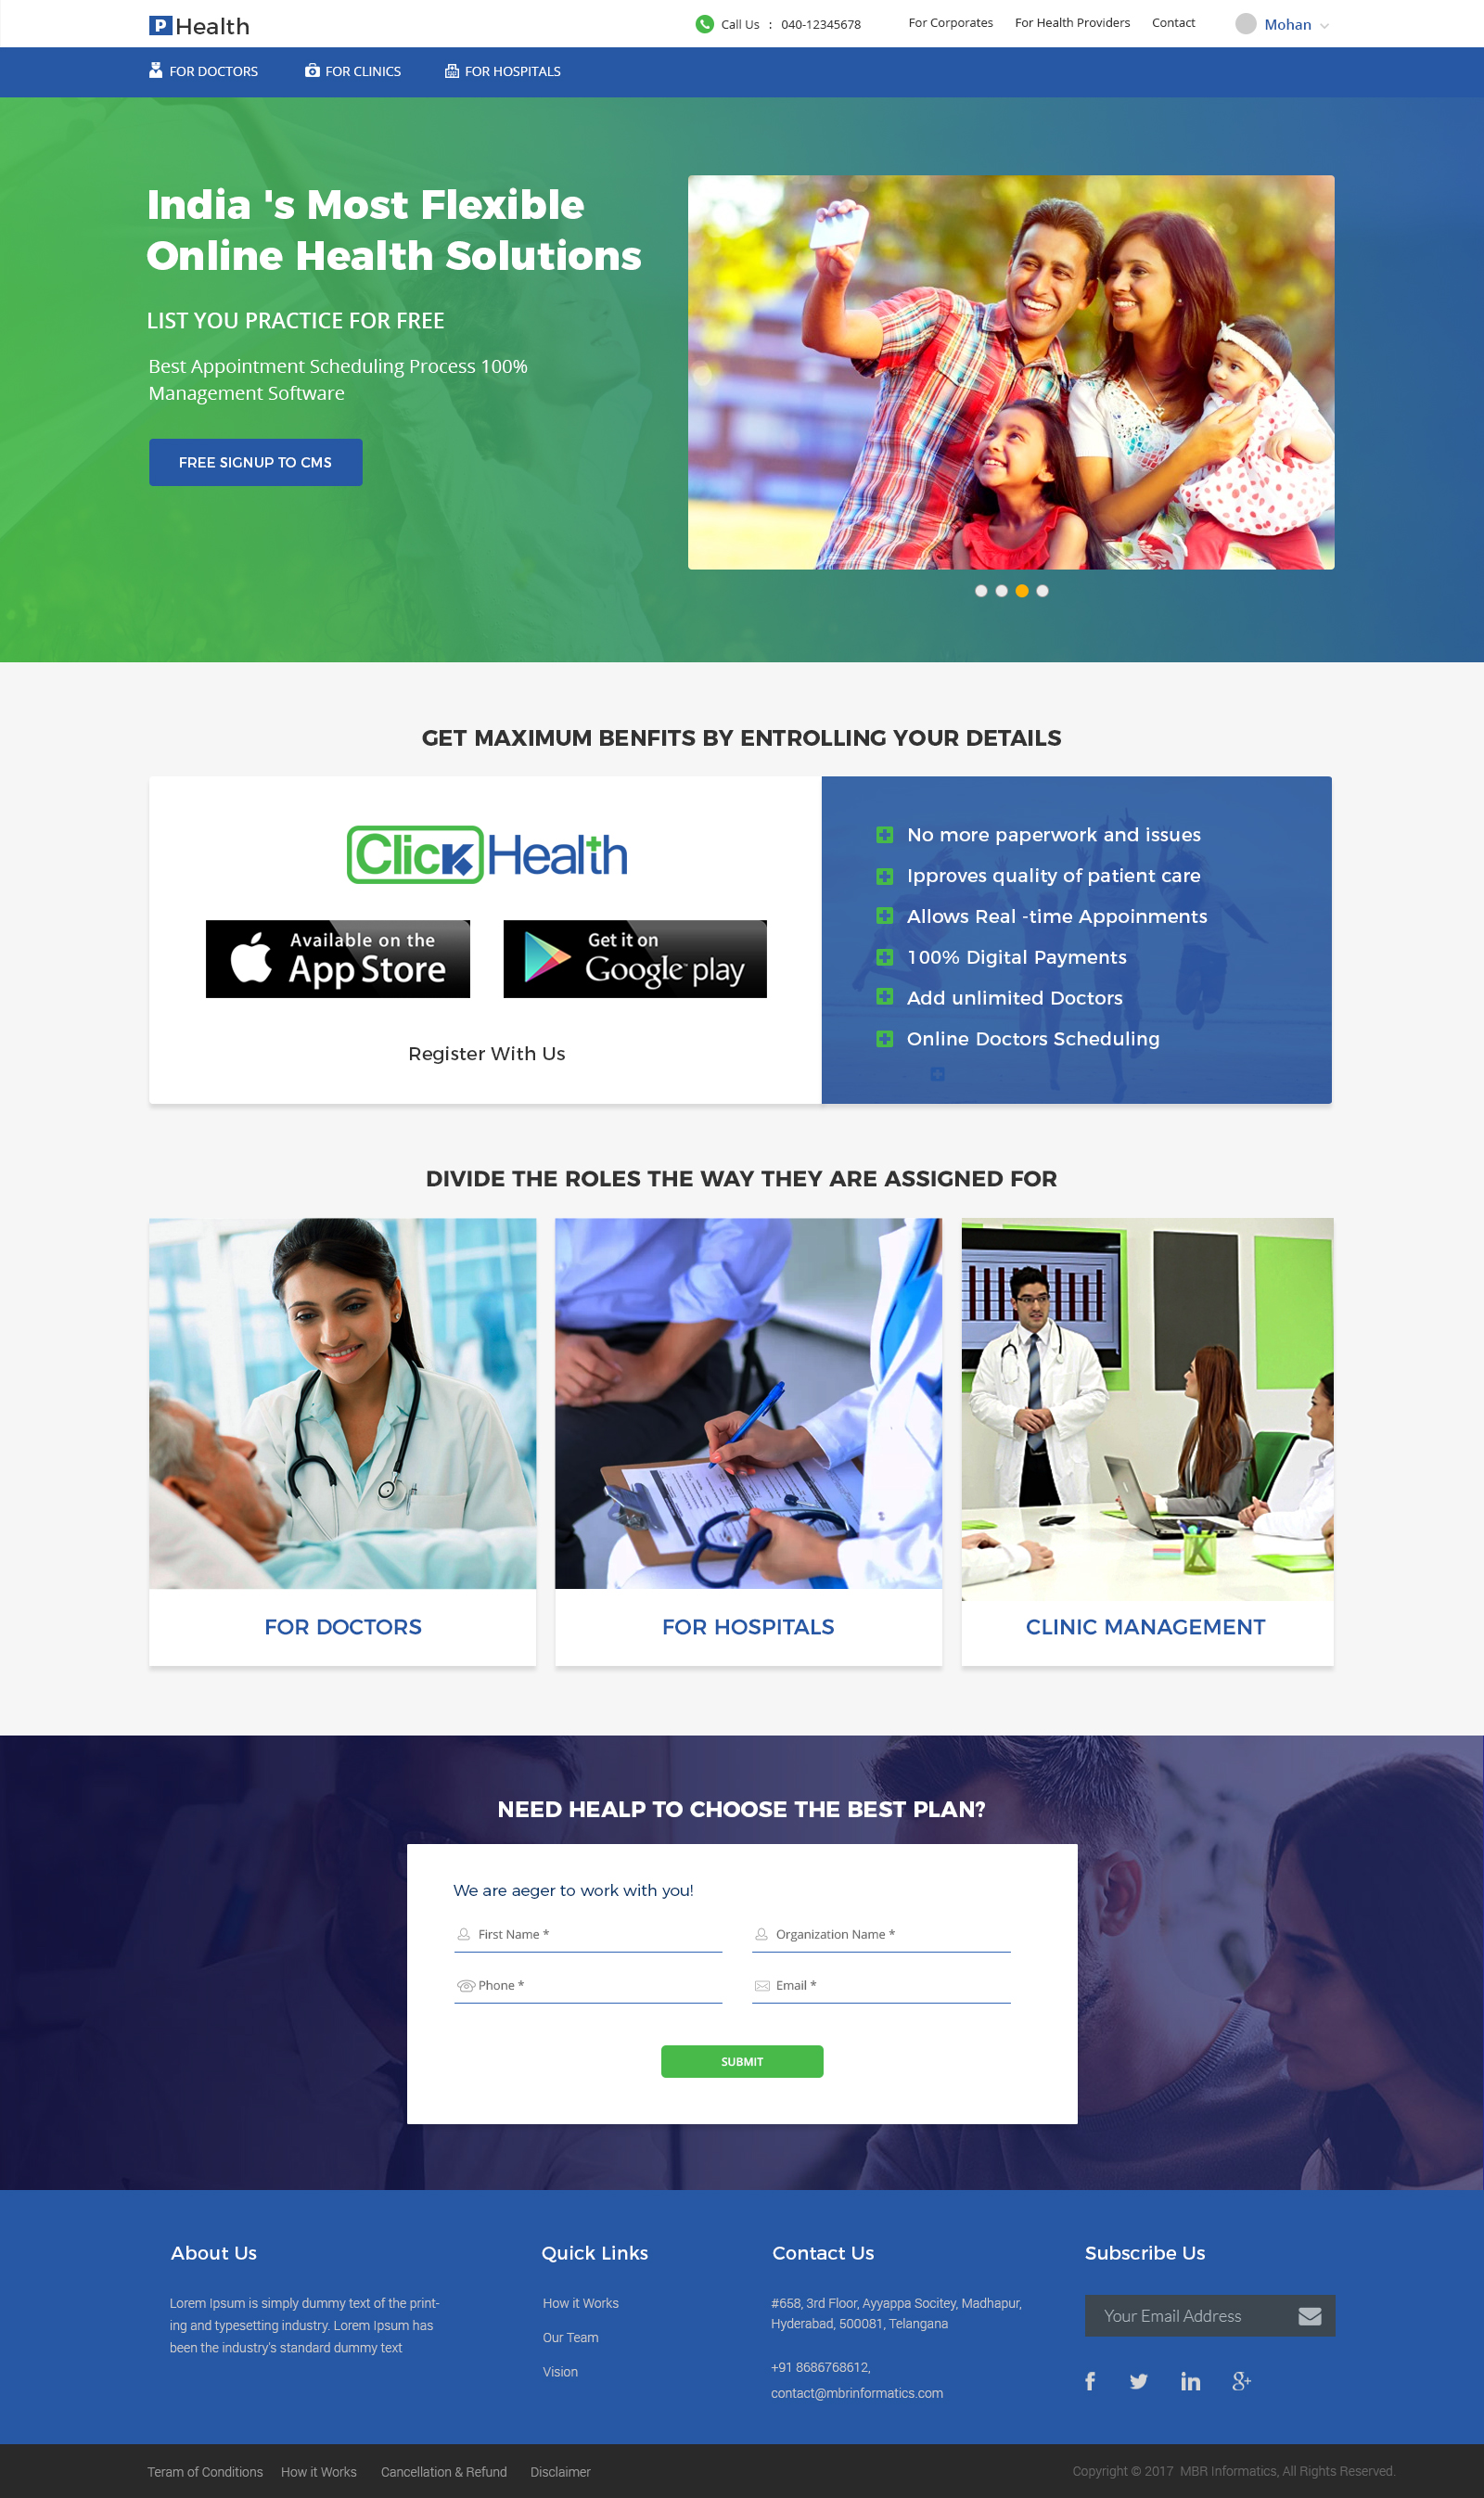 P Health
Call Us : 040-12345678
For Corporates
For Health Providers
Contact
Mohan
FOR DOCTORS
FOR CLINICS
FOR HOSPITALS
India 's Most Flexible
Online Health Solutions
LIST YOU PRACTICE FOR FREE
Best Appointment Scheduling Process 100%
Management Software
FREE SIGNUP TO CMS
GET MAXIMUM BENFITS BY ENTROLLING YOUR DETAILS
Click Health
Available on the
App Store
Get it on
Google play
Register With Us
No more paperwork and issues
Ipproves quality of patient care
Allows Real -time Appoinments
100% Digital Payments
Add unlimited Doctors
Online Doctors Scheduling
DIVIDE THE ROLES THE WAY THEY ARE ASSIGNED FOR
FOR DOCTORS
FOR HOSPITALS
CLINIC MANAGEMENT
NEED HEALP TO CHOOSE THE BEST PLAN?
We are aeger to work with you!
First Name *
Organization Name *
Phone *
Email *
SUBMIT
About Us
Lorem Ipsum is simply dummy text of the print-
ing and typesetting industry. Lorem Ipsum has
been the industry's standard dummy text
Quick Links
How it Works
Our Team
Vision
Contact Us
#658, 3rd Floor, Ayyappa Socitey, Madhapur,
Hyderabad, 500081, Telangana
+91 8686768612,
contact@mbrinformatics.com
Subscribe Us
Your Email Address
Teram of Conditions
How it Works
Cancellation & Refund
Disclaimer
Copyright © 2017 MBR Informatics, All Rights Reserved.